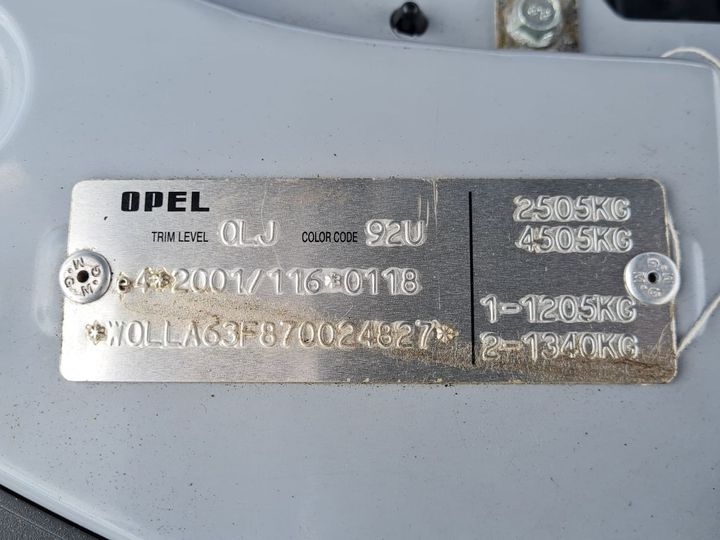 OPEL
TRIM LEVEL 0LJ COLOR CODE 92U
e4*2001/116*0118
*W0LLA63F870024827*
2505KG
4505KG
1-1205KG
2-1340KG